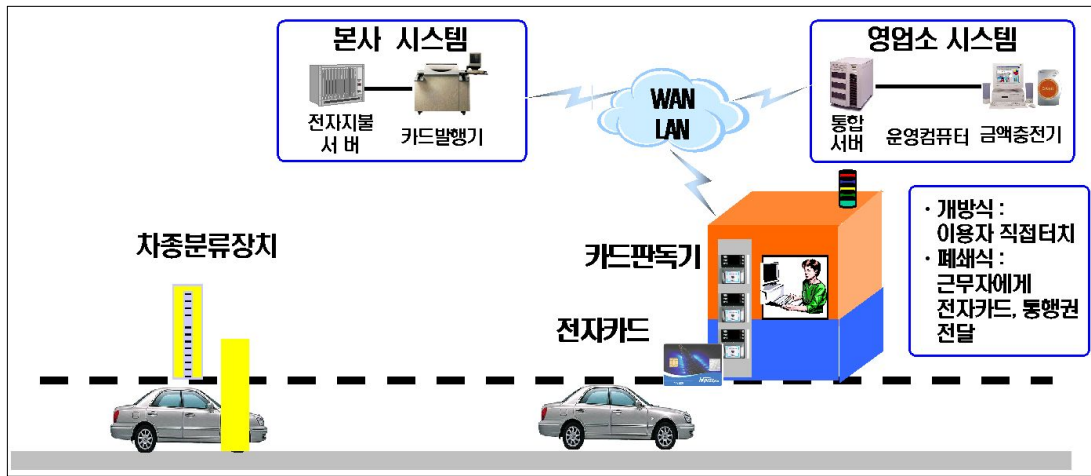 본사 시스템
전자지불
서 버
카드발행기
WAN
LAN
영업소 시스템
통합
서버
운영컴퓨터
금액충전기
차종분류장치
카드판독기
전자카드
· 개방식 :
이용자 직접터치
· 폐쇄식 :
근무자에게
전자카드, 통행권
전달